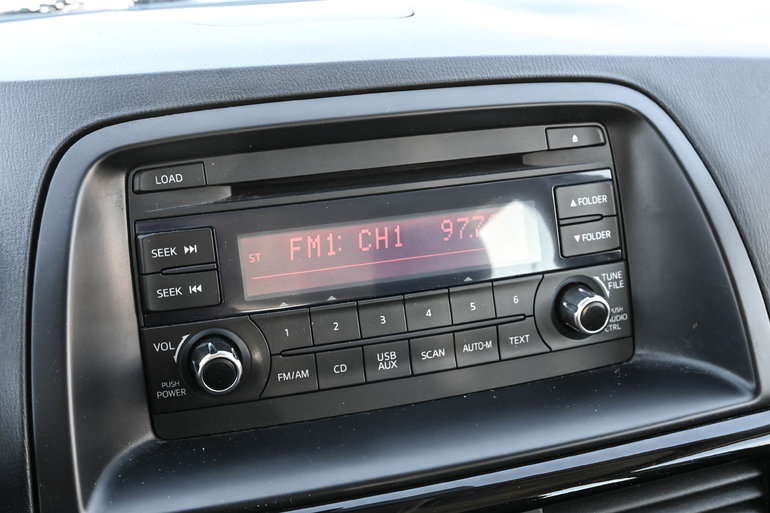 LOAD
▲ FOLDER
▼ FOLDER
SEEK
SEEK
ST FM1: CH1
VOL
PUSH
POWER
1 2 3 4 5 6
FM/AM CD USB AUX SCAN AUTO-M TEXT
TUNE
FILE
PUSH
AUDIO
CTRL